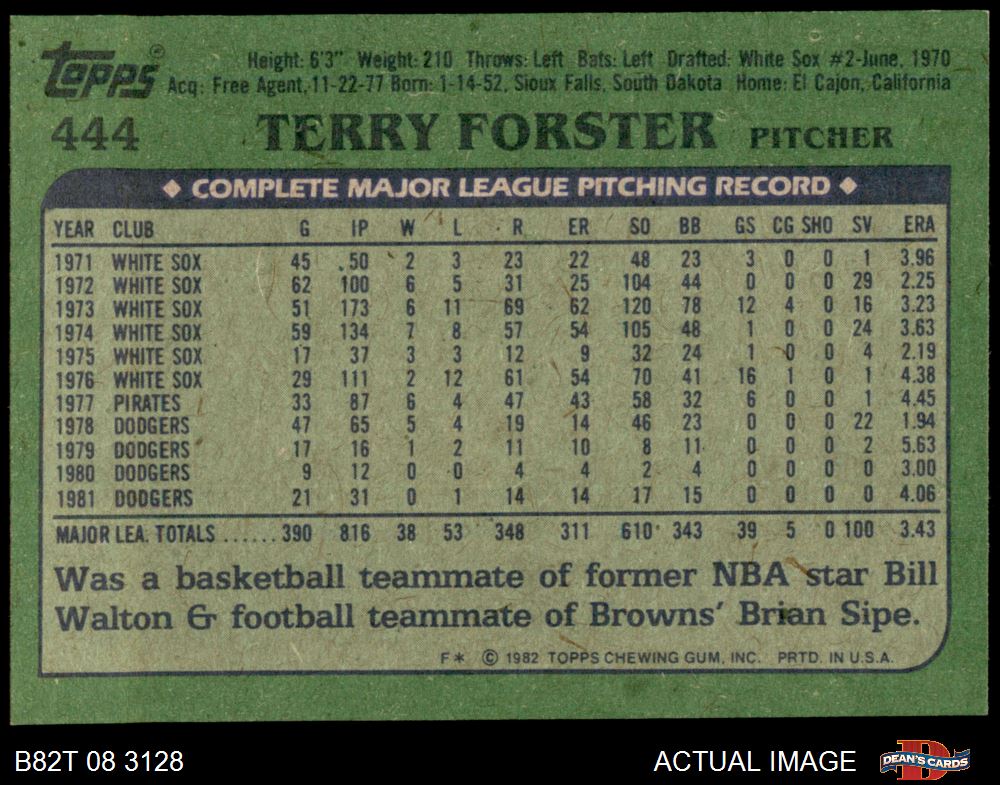 Topps®
Height: 6'3" Weight: 210 Throws: Left Bats: Left Drafted: White Sox #2-June, 1970
Acq: Free Agent, 11-22-77 Born: 1-14-52, Sioux Falls, South Dakota Home: El Cajon, California
444 TERRY FORSTER PITCHER
◆ COMPLETE MAJOR LEAGUE PITCHING RECORD ◆
YEAR CLUB G IP W L R ER SO BB GS CG SHO SV ERA
1971 WHITE SOX 45 50 2 3 23 22 48 23 3 0 0 1 3.96
1972 WHITE SOX 62 100 6 5 31 25 104 44 0 0 0 29 2.25
1973 WHITE SOX 51 173 6 11 69 62 120 78 12 4 0 16 3.23
1974 WHITE SOX 59 134 7 8 57 54 105 48 1 0 0 24 3.63
1975 WHITE SOX 17 37 3 3 12 9 32 24 1 0 0 4 2.19
1976 WHITE SOX 29 111 2 12 61 54 70 41 16 1 0 1 4.38
1977 PIRATES 33 87 6 4 47 43 58 32 6 0 0 1 4.45
1978 DODGERS 47 65 5 4 19 14 46 23 0 0 0 22 1.94
1979 DODGERS 17 16 1 2 11 10 8 11 0 0 0 2 5.63
1980 DODGERS 9 12 0 0 4 4 2 4 0 0 0 0 3.00
1981 DODGERS 21 31 0 1 14 14 17 15 0 0 0 0 4.06
MAJOR LEA. TOTALS ...... 390 816 38 53 348 311 610 343 39 5 0 100 3.43
Was a basketball teammate of former NBA star Bill
Walton & football teammate of Browns' Brian Sipe.
F* © 1982 TOPPS CHEWING GUM, INC. PRTD. IN U.S.A.
B82T 08 3128 ACTUAL IMAGE DEAN'S CARDS